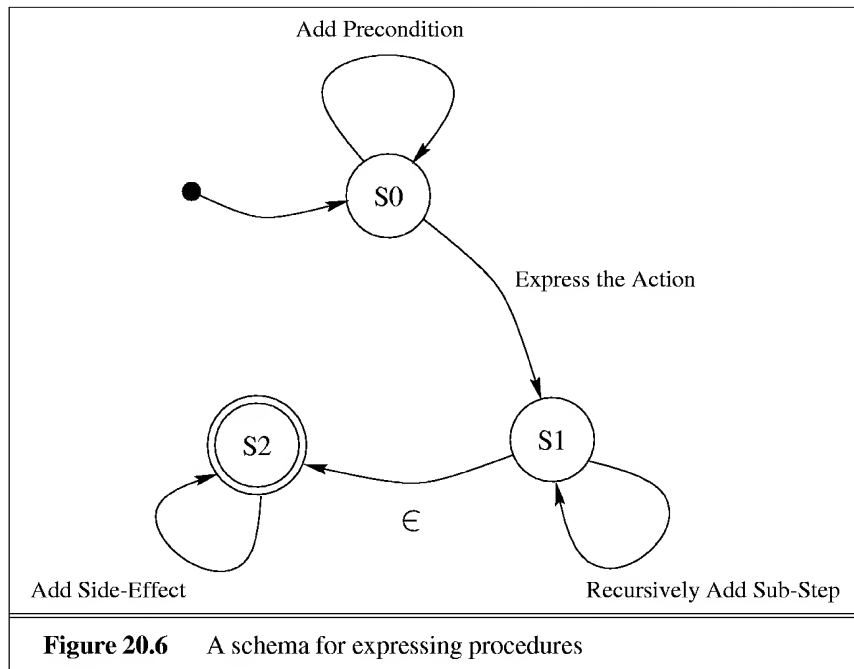 Add Precondition
S0
Express the Action
S2
S1
ϵ
Add Side-Effect
Recursively Add Sub-Step
Figure 20.6 A schema for expressing procedures